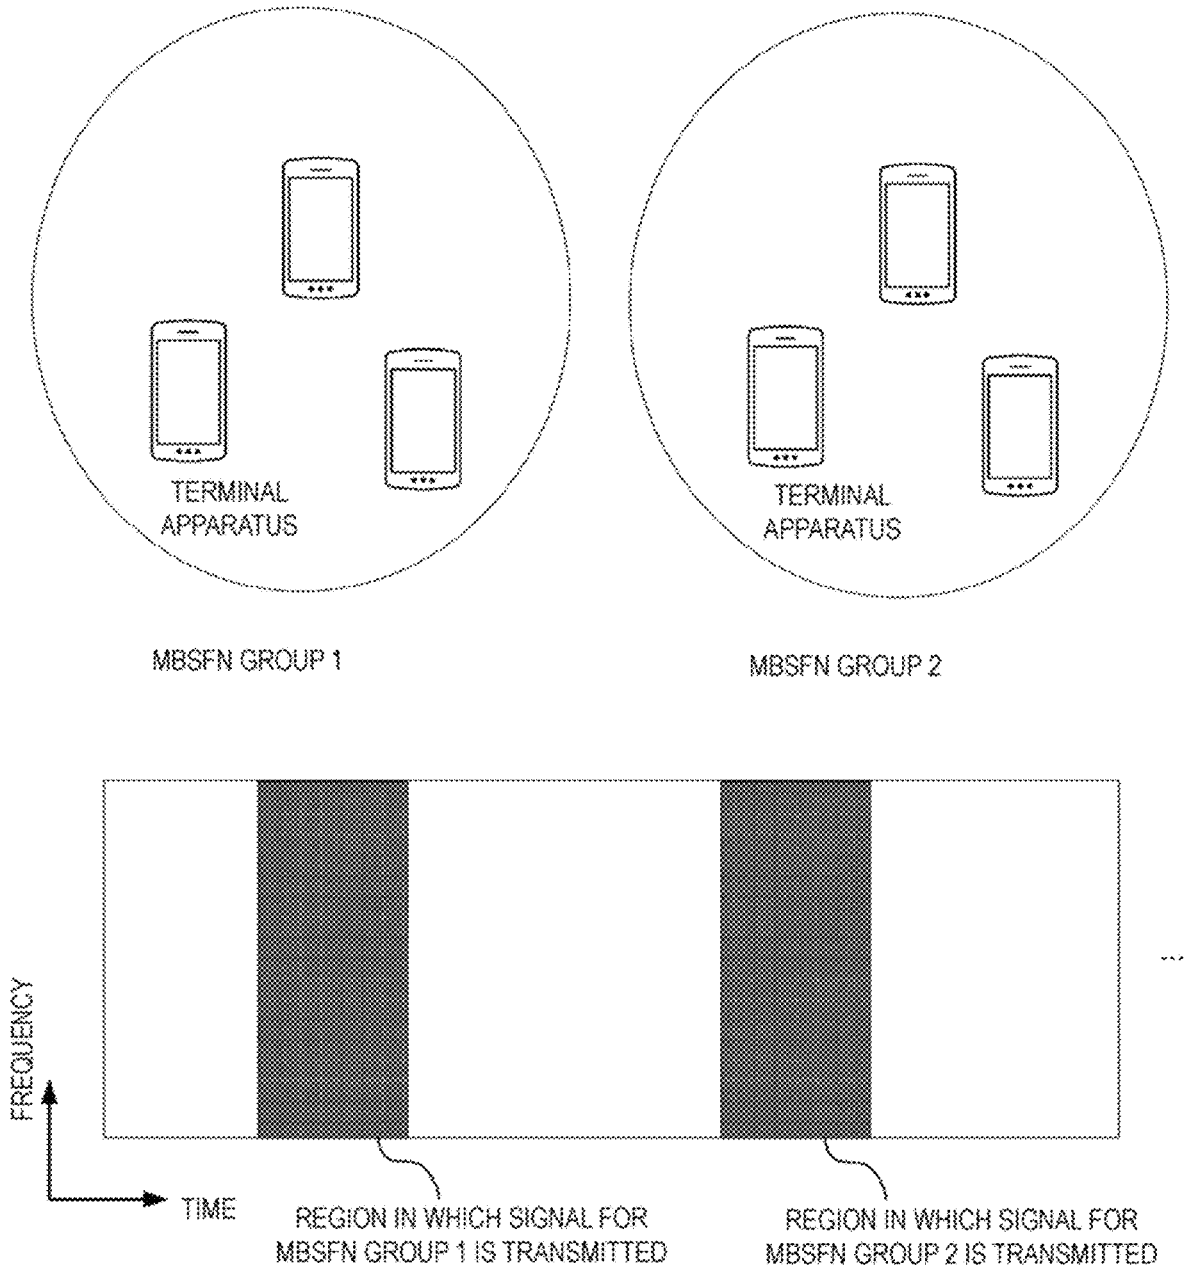 TERMINAL
APPARATUS
TERMINAL
APPARATUS
MBSFN GROUP 1
MBSFN GROUP 2
...
FREQUENCY
TIME
REGION IN WHICH SIGNAL FOR
MBSFN GROUP 1 IS TRANSMITTED
REGION IN WHICH SIGNAL FOR
MBSFN GROUP 2 IS TRANSMITTED